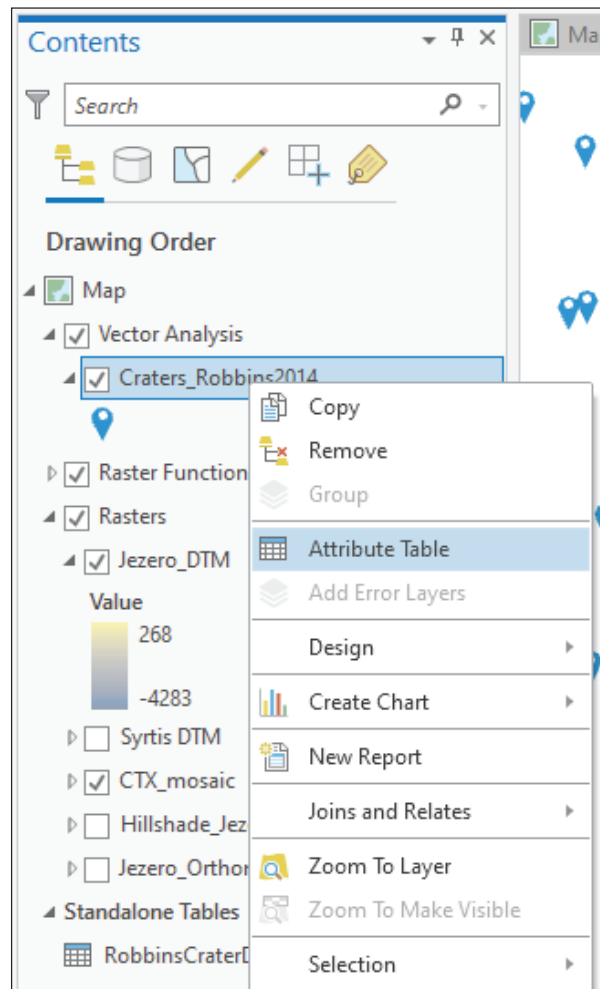 Contents
Ma
Search
Drawing Order
Map
Vector Analysis
Craters_Robbins2014
Copy
Remove
Raster Function
Group
Rasters
Attribute Table
Jezero_DTM
Add Error Layers
Value
268
Design
-4283
Create Chart
Syrtis DTM
New Report
CTX_mosaic
Joins and Relates
Hillshade_Jez
Zoom To Layer
Jezero_Orthor
Zoom To Make Visible
Standalone Tables
RobbinsCraterD
Selection